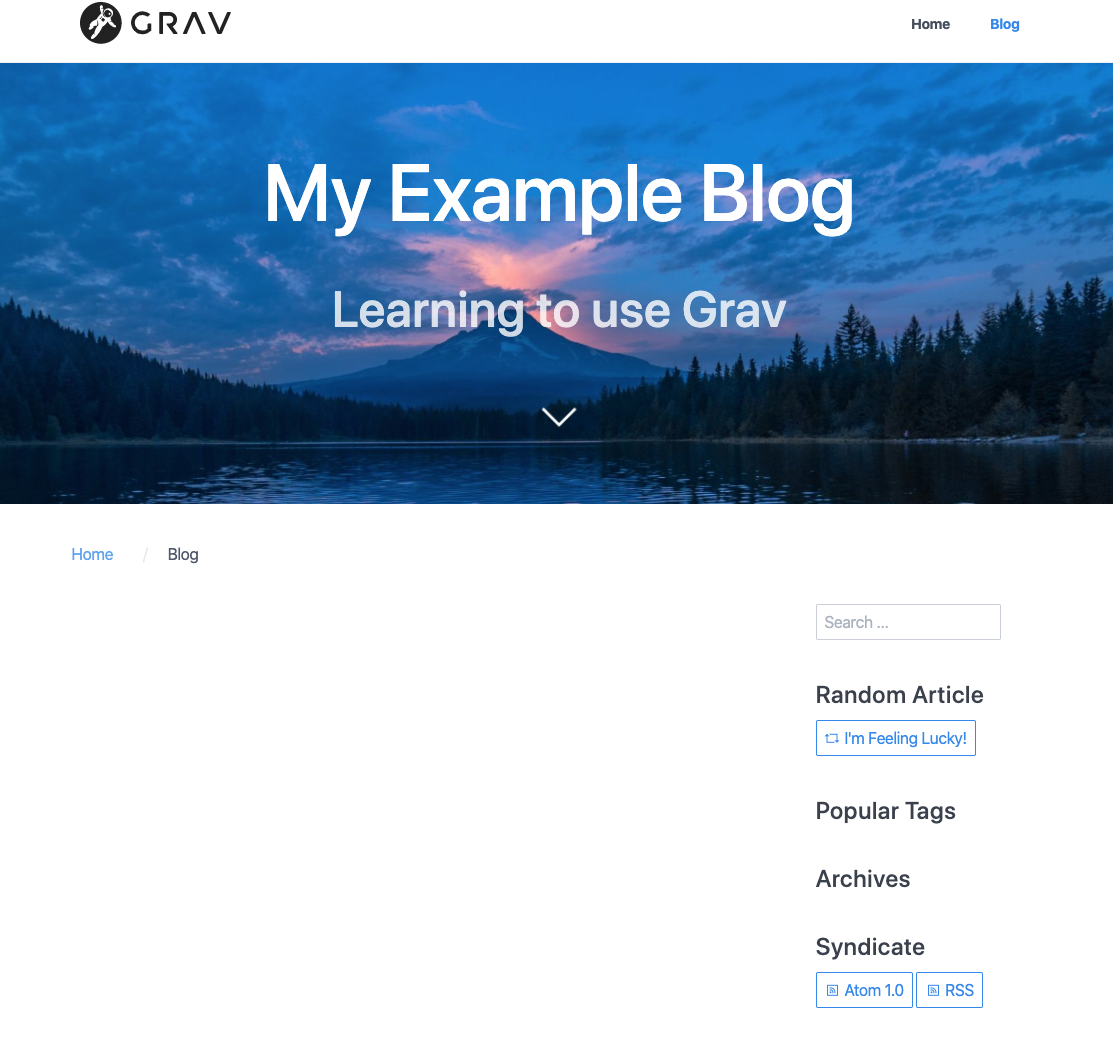 GRAV
Home Blog
My Example Blog
Learning to use Grav
Home / Blog
Search ...
Random Article
I'm Feeling Lucky!
Popular Tags
Archives
Syndicate
Atom 1.0 RSS